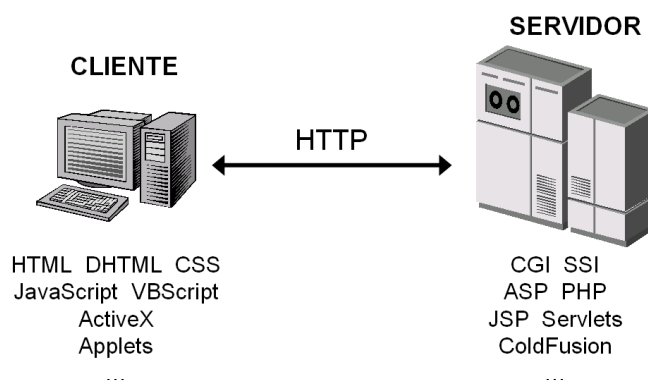 SERVIDOR
CLIENTE
HTTP
HTML DHTML CSS
JavaScript VBScript
ActiveX
Applets
...
CGI SSI
ASP PHP
JSP Servlets
ColdFusion
...